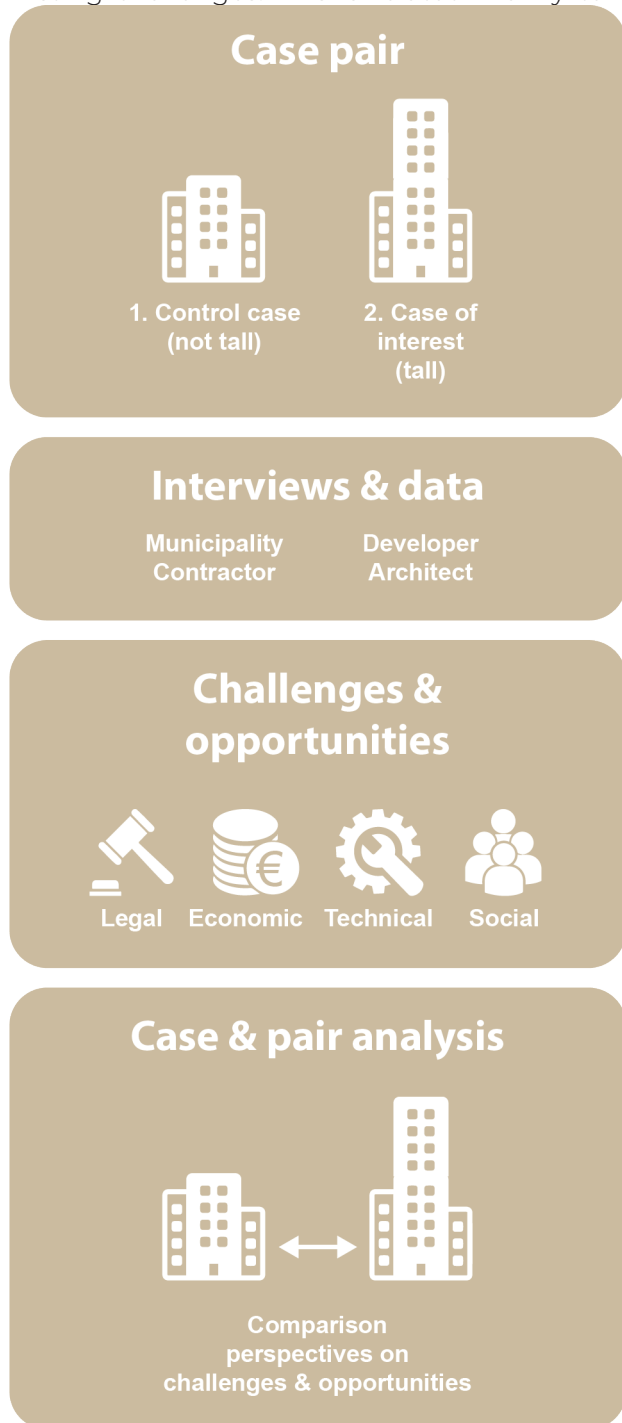 Case pair
1. Control case
(not tall)
2. Case of
interest
(tall)
Interviews & data
Municipality
Contractor
Developer
Architect
Challenges &
opportunities
Legal
Economic
Technical
Social
Case & pair analysis
Comparison
perspectives on
challenges & opportunities